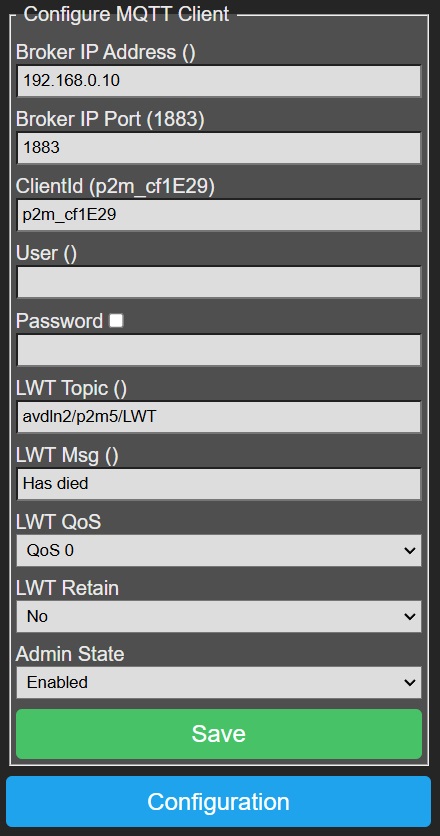 Configure MQTT Client
Broker IP Address ()
192.168.0.10
Broker IP Port (1883)
1883
ClientId (p2m_cf1E29)
p2m_cf1E29
User ()
Password
LWT Topic ()
avdln2/p2m5/LWT
LWT Msg ()
Has died
LWT QoS
QoS 0
LWT Retain
No
Admin State
Enabled
Save
Configuration